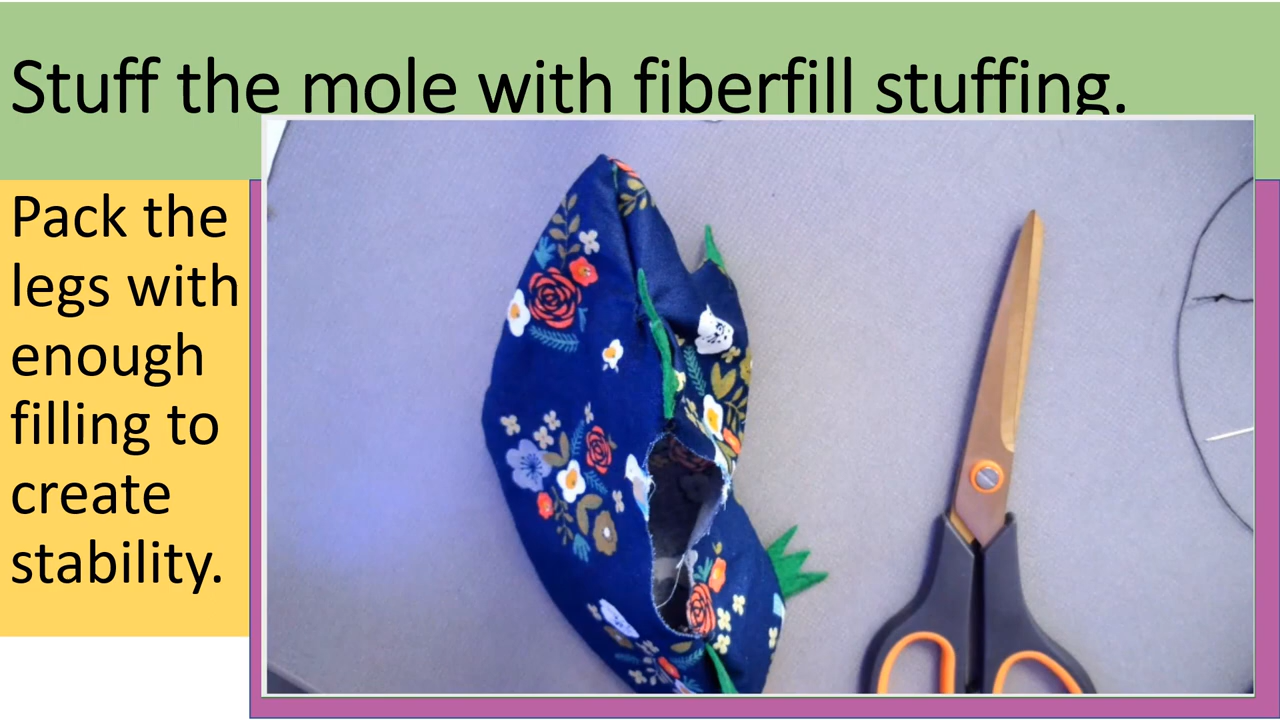 Stuff the mole with fiberfill stuffing.
Pack the
legs with
enough
filling to
create
stability.